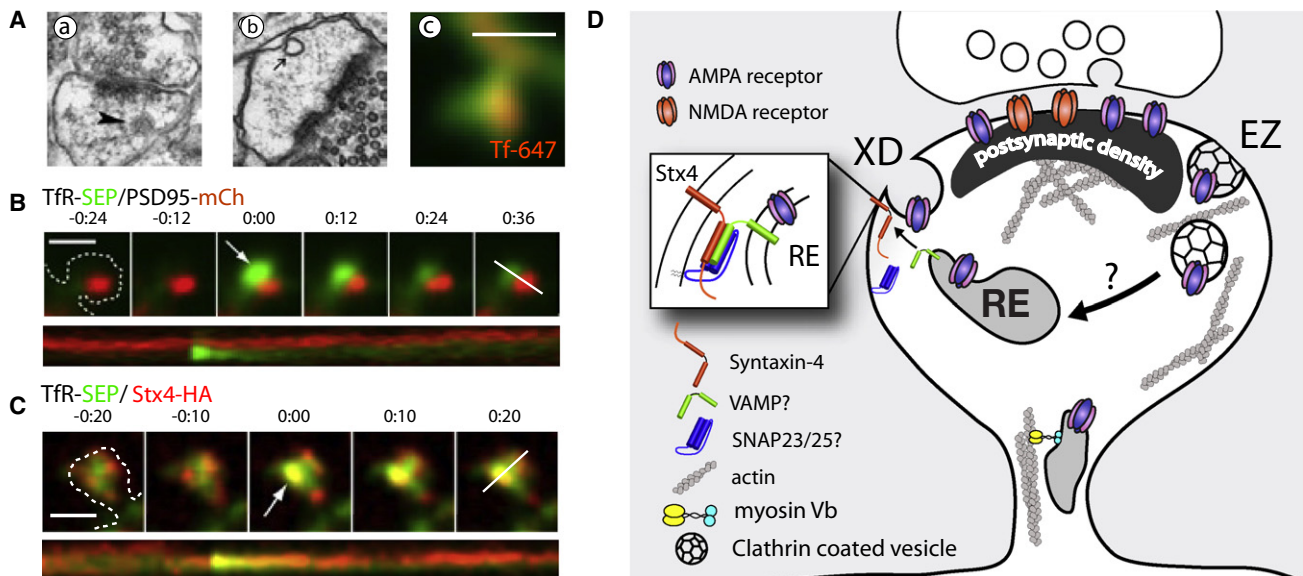 A
a
b
c
Tf-647
B
TfR-SEP/PSD95-mCh
-0:24 -0:12 0:00 0:12 0:24 0:36
C
TfR-SEP/ Stx4-HA
-0:20 -0:10 0:00 0:10 0:20
D
AMPA receptor
NMDA receptor
XD
EZ
postsynaptic density
Stx4
RE
RE
?
Syntaxin-4
VAMP?
SNAP23/25?
actin
myosin Vb
Clathrin coated vesicle